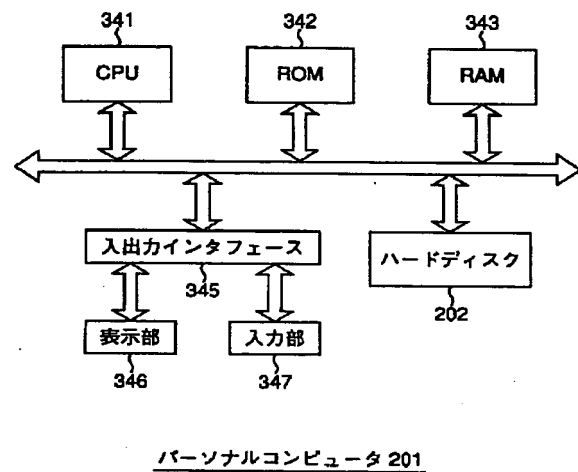 341
342
343
CPU
ROM
RAM
入出力インタフェース
ハードディスク
345
202
表示部
入力部
346
347
パーソナルコンピュータ 201